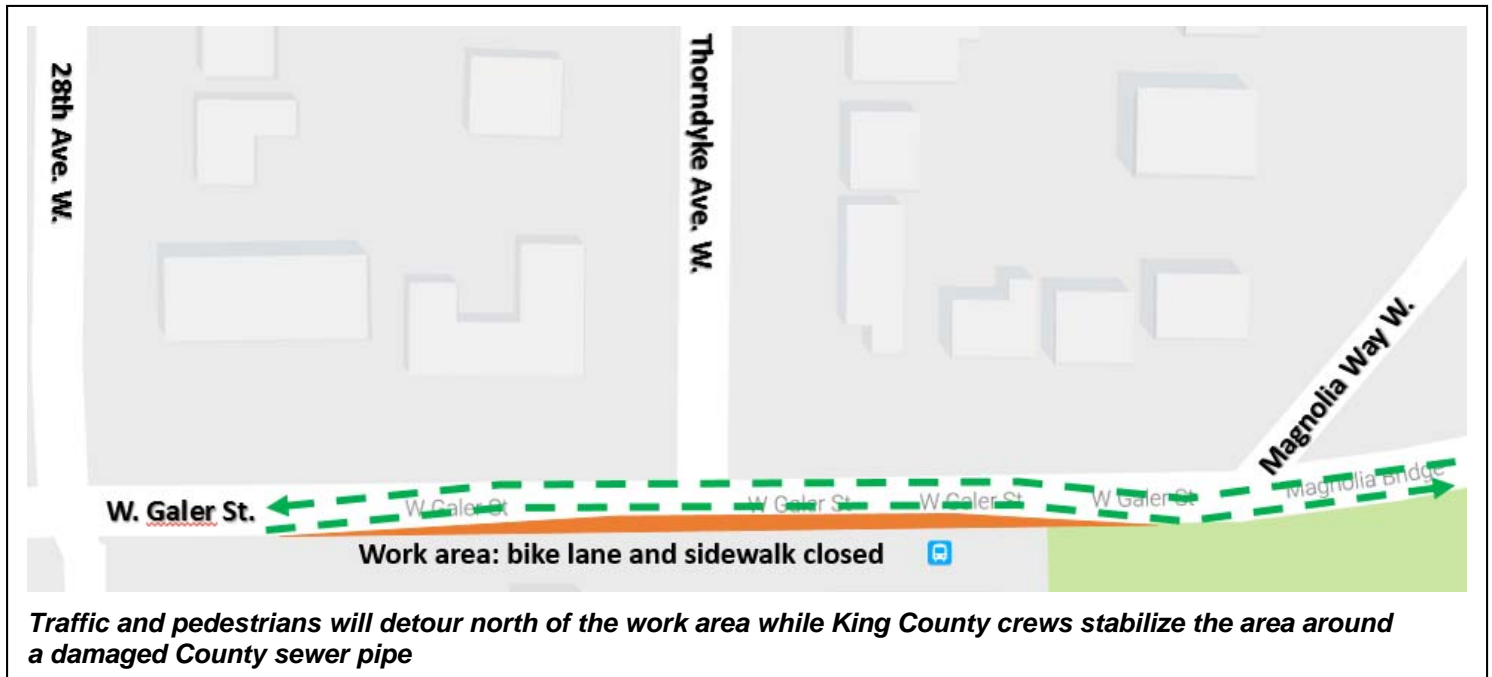 28th Ave. W.
Thorndyke Ave. W.
Magnolia Way W.
Magnolia Bridge
W Galer St
W Galer St
W Galer St
W Galer St
W. Galer St.
Work area: bike lane and sidewalk closed
Traffic and pedestrians will detour north of the work area while King County crews stabilize the area around
a damaged County sewer pipe